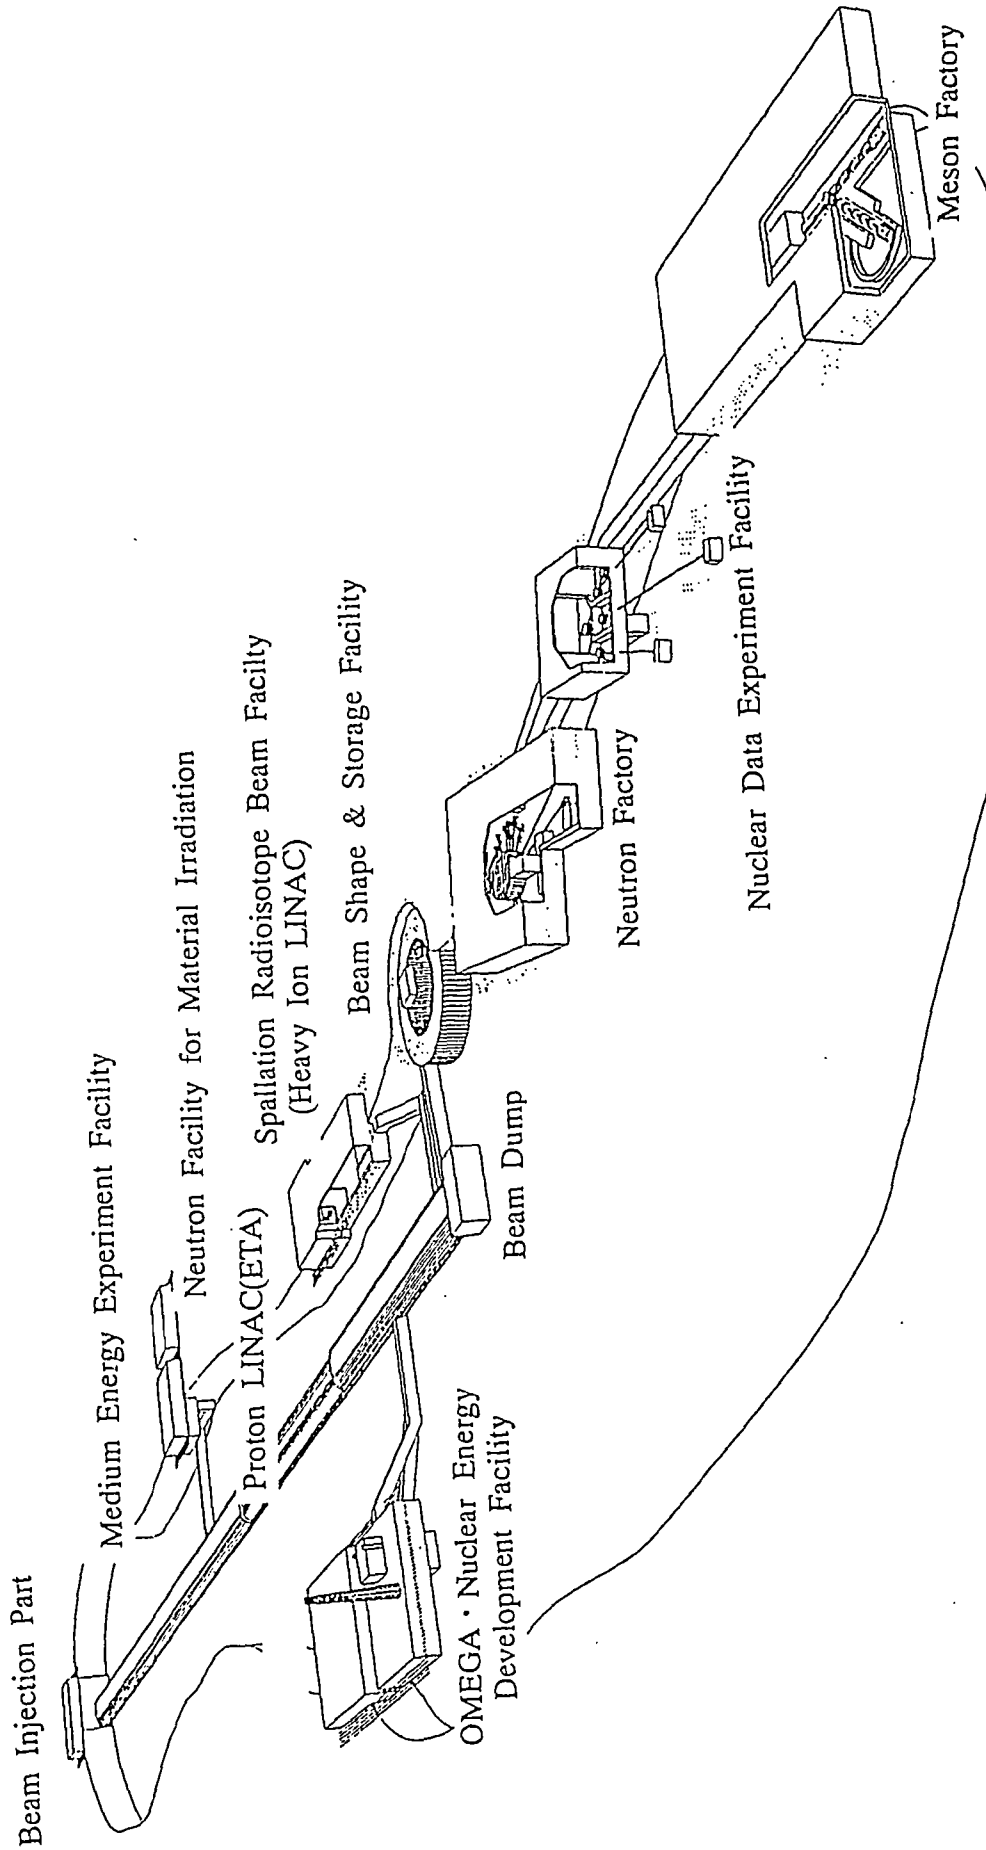 Beam Injection Part
Medium Energy Experiment Facility
Neutron Facility for Material Irradiation
Proton LINAC(ETA)
Spallation Radioisotope Beam Facilty
(Heavy Ion LINAC)
Beam Shape & Storage Facility
OMEGA・Nuclear Energy
Development Facility
Beam Dump
Neutron Factory
Nuclear Data Experiment Facility
Meson Factory